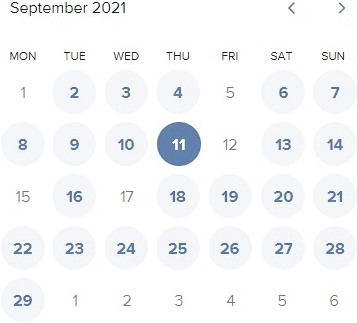 September 2021
MON TUE WED THU FRI SAT SUN
1 2 3 4 5 6 7
8 9 10 11 12 13 14
15 16 17 18 19 20 21
22 23 24 25 26 27 28
29 1 2 3 4 5 6